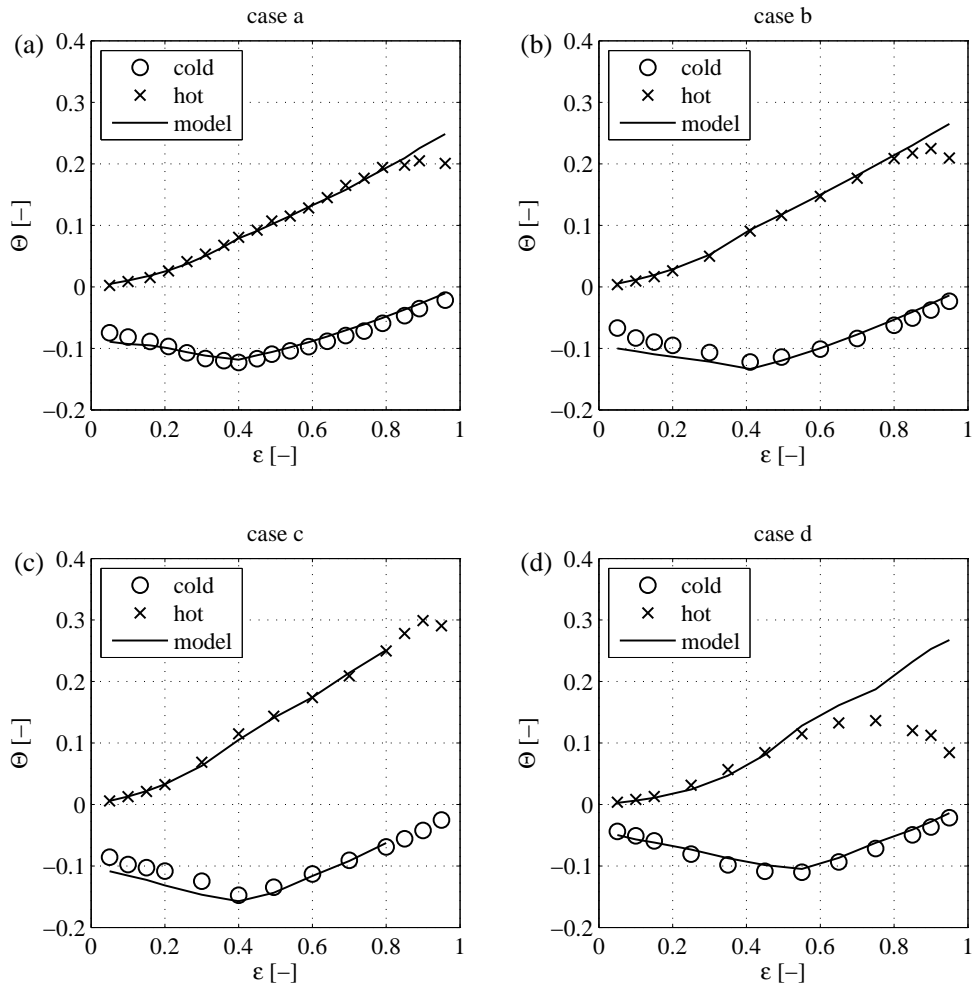 case a
(a)
0.4
0.3
0.2
0.1
0
−0.1
−0.2
Θ [−]
cold
hot
model
0 0.2 0.4 0.6 0.8 1
ε [−]
case b
(b)
0.4
0.3
0.2
0.1
0
−0.1
−0.2
Θ [−]
cold
hot
model
0 0.2 0.4 0.6 0.8 1
ε [−]
case c
(c)
0.4
0.3
0.2
0.1
0
−0.1
−0.2
Θ [−]
cold
hot
model
0 0.2 0.4 0.6 0.8 1
ε [−]
case d
(d)
0.4
0.3
0.2
0.1
0
−0.1
−0.2
Θ [−]
cold
hot
model
0 0.2 0.4 0.6 0.8 1
ε [−]